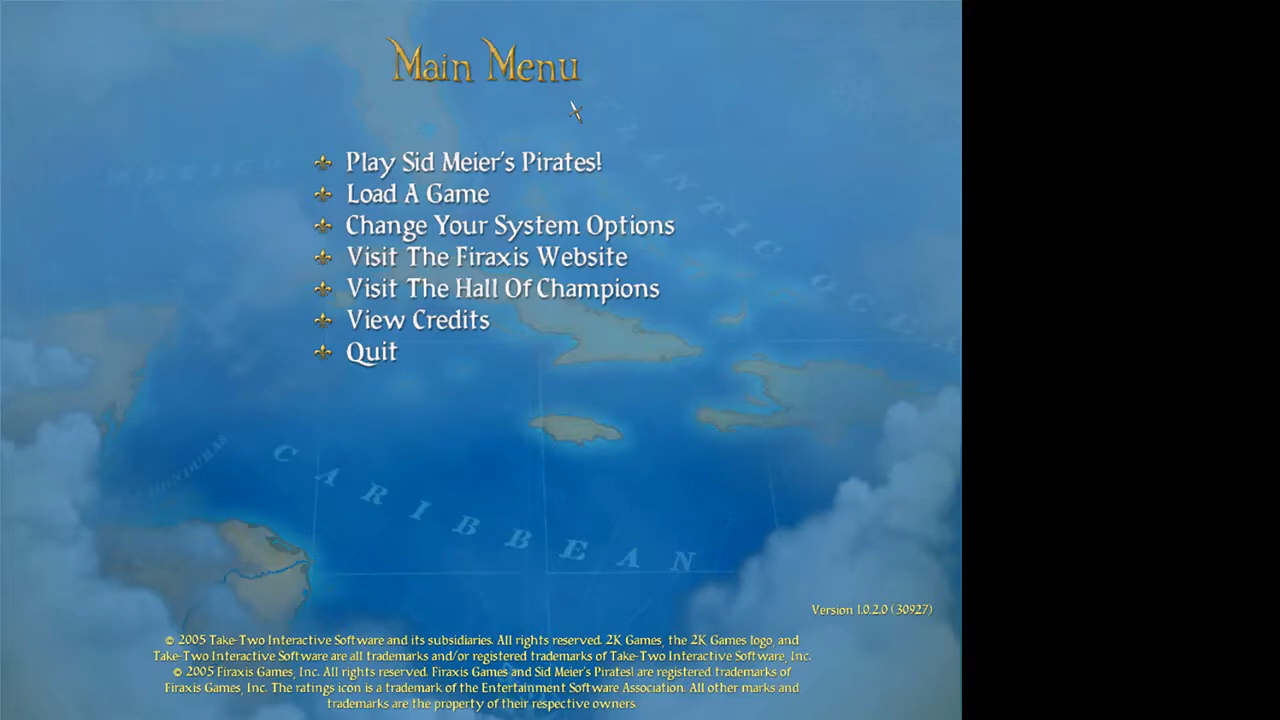 Main Menu
Play Sid Meier's Pirates!
Load A Game
Change Your System Options
Visit The Firaxis Website
Visit The Hall Of Champions
View Credits
Quit
CARIBBEAN
Version 1.0.2.0 (30927)
© 2005 Take-Two Interactive Software and its subsidiaries. All rights reserved. 2K Games, the 2K Games logo, and
Take-Two Interactive Software are all trademarks and/or registered trademarks of Take-Two Interactive Software, Inc.
© 2005 Firaxis Games, Inc. All rights reserved. Firaxis Games and Sid Meier's Pirates! are registered trademarks of
Firaxis Games, Inc. The ratings icon is a trademark of the Entertainment Software Association. All other marks and
trademarks are the property of their respective owners.